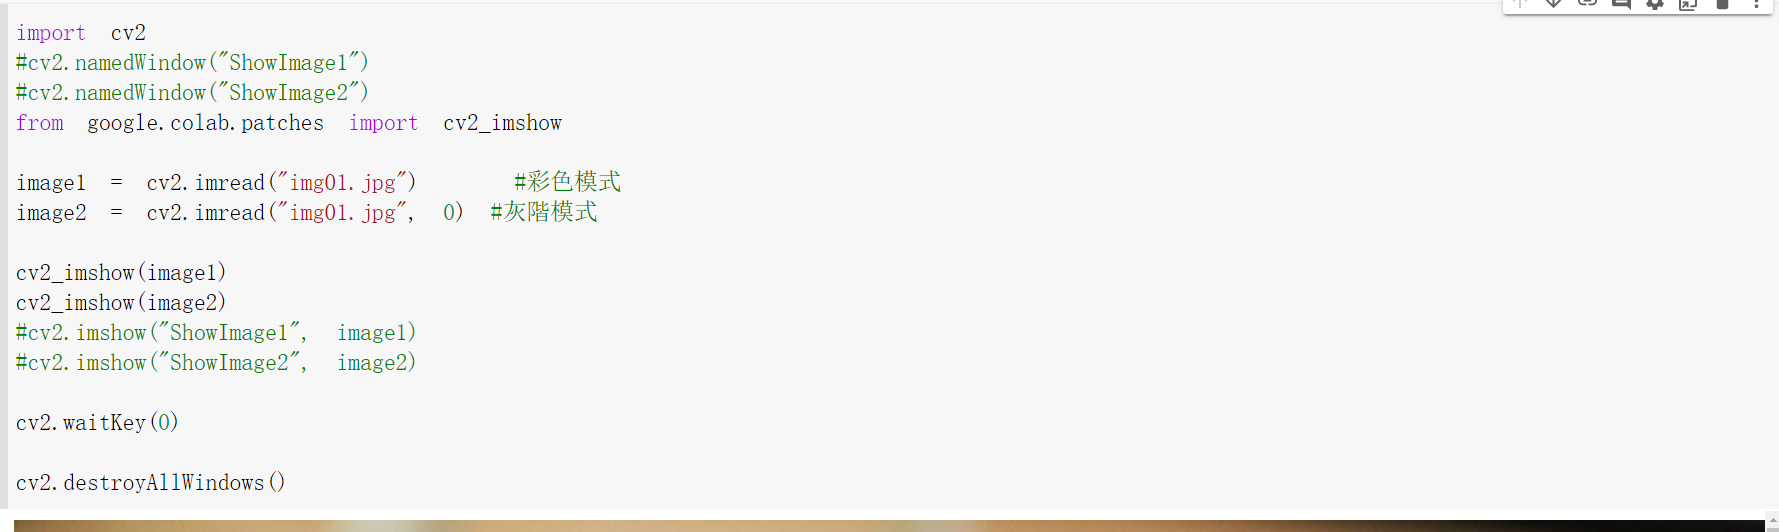 import cv2
#cv2.namedWindow("ShowImage1")
#cv2.namedWindow("ShowImage2")
from google.colab.patches import cv2_imshow
image1 = cv2.imread("img01.jpg") #彩色模式
image2 = cv2.imread("img01.jpg", 0) #灰階模式
cv2_imshow(image1)
cv2_imshow(image2)
#cv2.imshow("ShowImage1", image1)
#cv2.imshow("ShowImage2", image2)
cv2.waitKey(0)
cv2.destroyAllWindows()